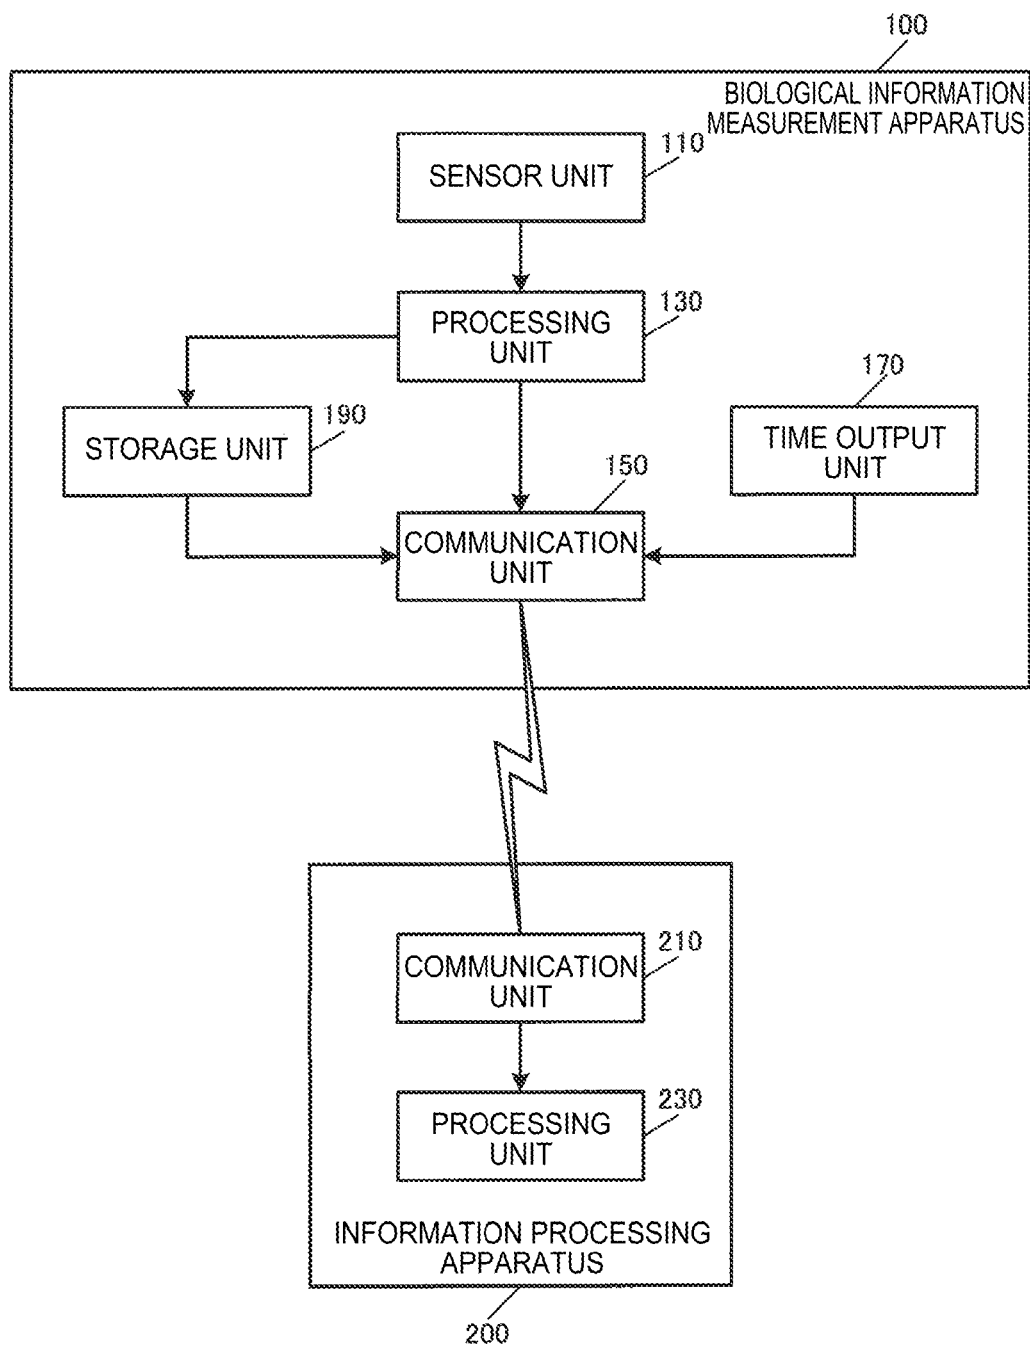 100
BIOLOGICAL INFORMATION
MEASUREMENT APPARATUS
110
SENSOR UNIT
130
PROCESSING
UNIT
170
190
TIME OUTPUT
UNIT
STORAGE UNIT
150
COMMUNICATION
UNIT
210
COMMUNICATION
UNIT
230
PROCESSING
UNIT
INFORMATION PROCESSING
APPARATUS
200